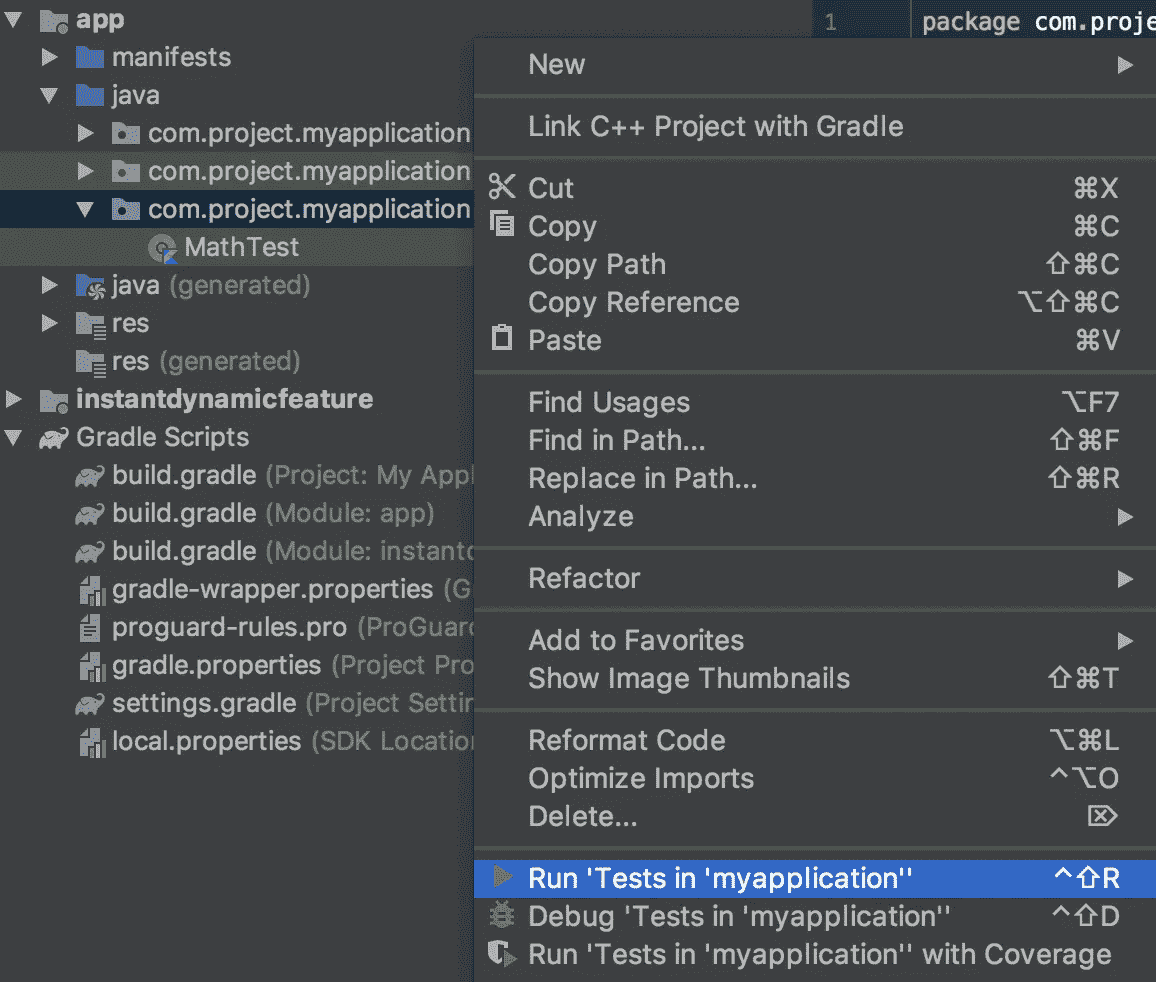 app
manifests
java
com.project.myapplication
com.project.myapplication
com.project.myapplication
MathTest
java (generated)
res
res (generated)
instantdynamicfeature
Gradle Scripts
build.gradle (Project: My App
build.gradle (Module: app)
build.gradle (Module: instant
gradle-wrapper.properties (G
proguard-rules.pro (ProGuar
gradle.properties (Project Pro
settings.gradle (Project Settin
local.properties (SDK Location
1 package com.proje
New
Link C++ Project with Gradle
Cut ⌘X
Copy ⌘C
Copy Path ⇧⌘C
Copy Reference ⌥⇧⌘C
Paste ⌘V
Find Usages ⌥F7
Find in Path... ⇧⌘F
Replace in Path... ⇧⌘R
Analyze
Refactor
Add to Favorites
Show Image Thumbnails ⇧⌘T
Reformat Code ⌥⌘L
Optimize Imports ^⌥O
Delete... ⌦
Run 'Tests in 'myapplication'' ^⇧R
Debug 'Tests in 'myapplication'' ^⇧D
Run 'Tests in 'myapplication'' with Coverage